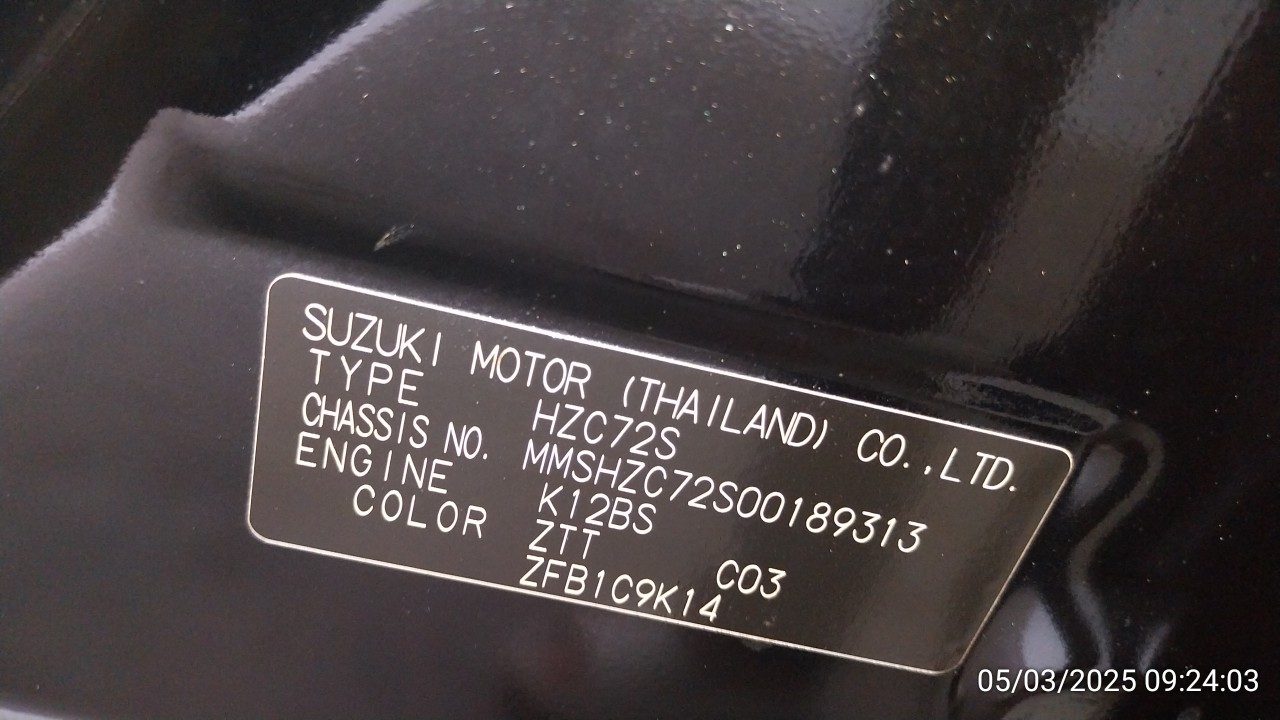 SUZUKI MOTOR (THAILAND) CO.,LTD.
TYPE HZC72S
CHASSIS NO. MMSHZC72S00189313
ENGINE K12BS
COLOR ZTT C03
ZFB1C9K14
05/03/2025 09:24:03